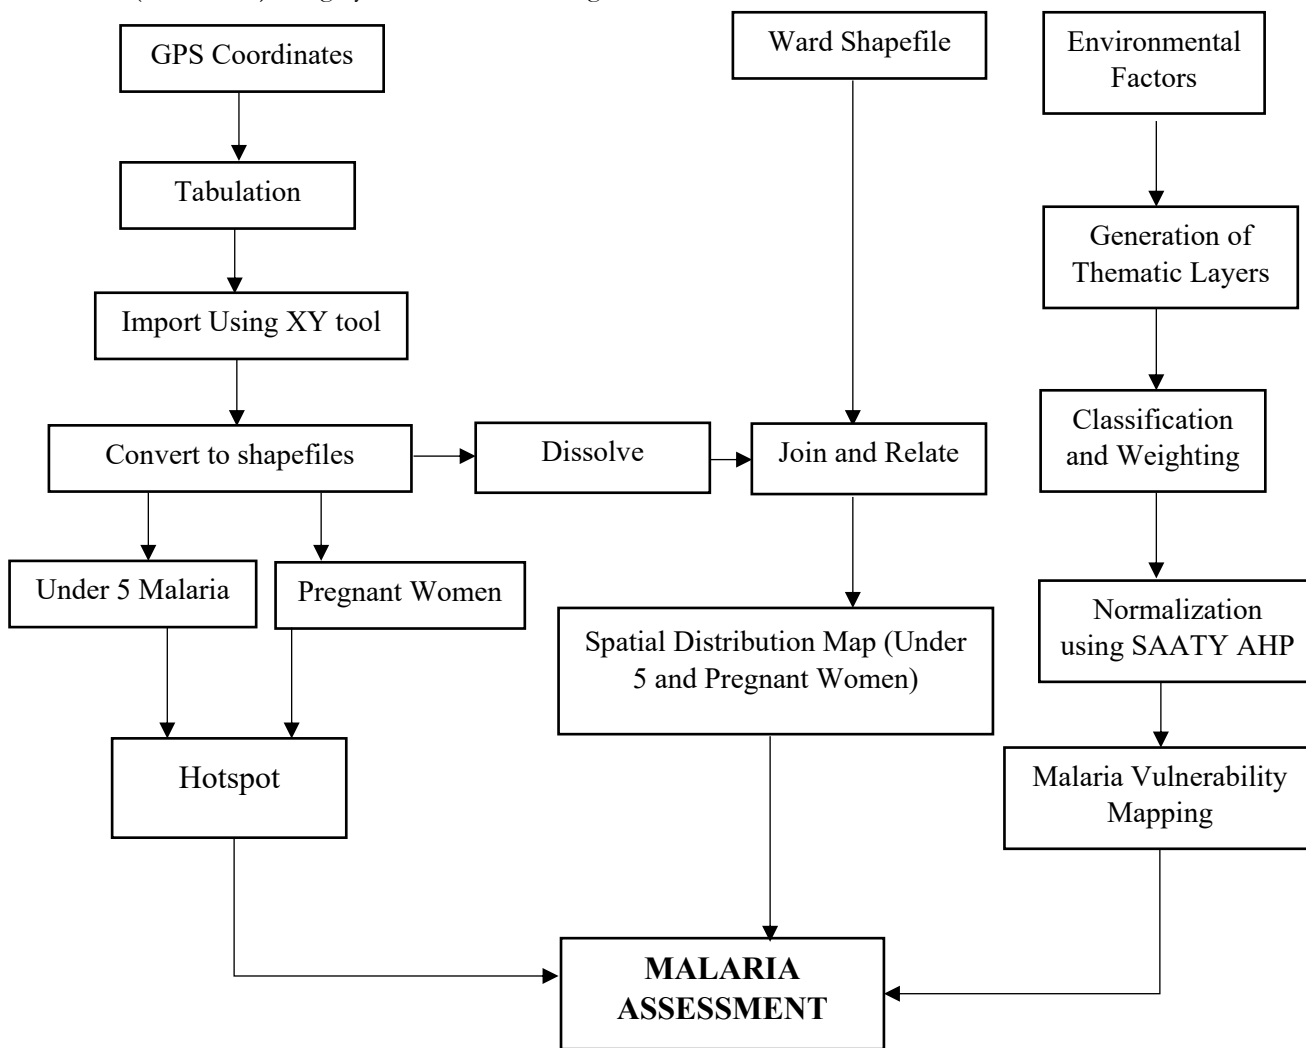 GPS Coordinates
Ward Shapefile
Environmental
Factors
Tabulation
Generation of
Thematic Layers
Import Using XY tool
Convert to shapefiles
Dissolve
Join and Relate
Classification
and Weighting
Under 5 Malaria
Pregnant Women
Spatial Distribution Map (Under
5 and Pregnant Women)
Normalization
using SAATY AHP
Hotspot
Malaria Vulnerability
Mapping
MALARIA
ASSESSMENT